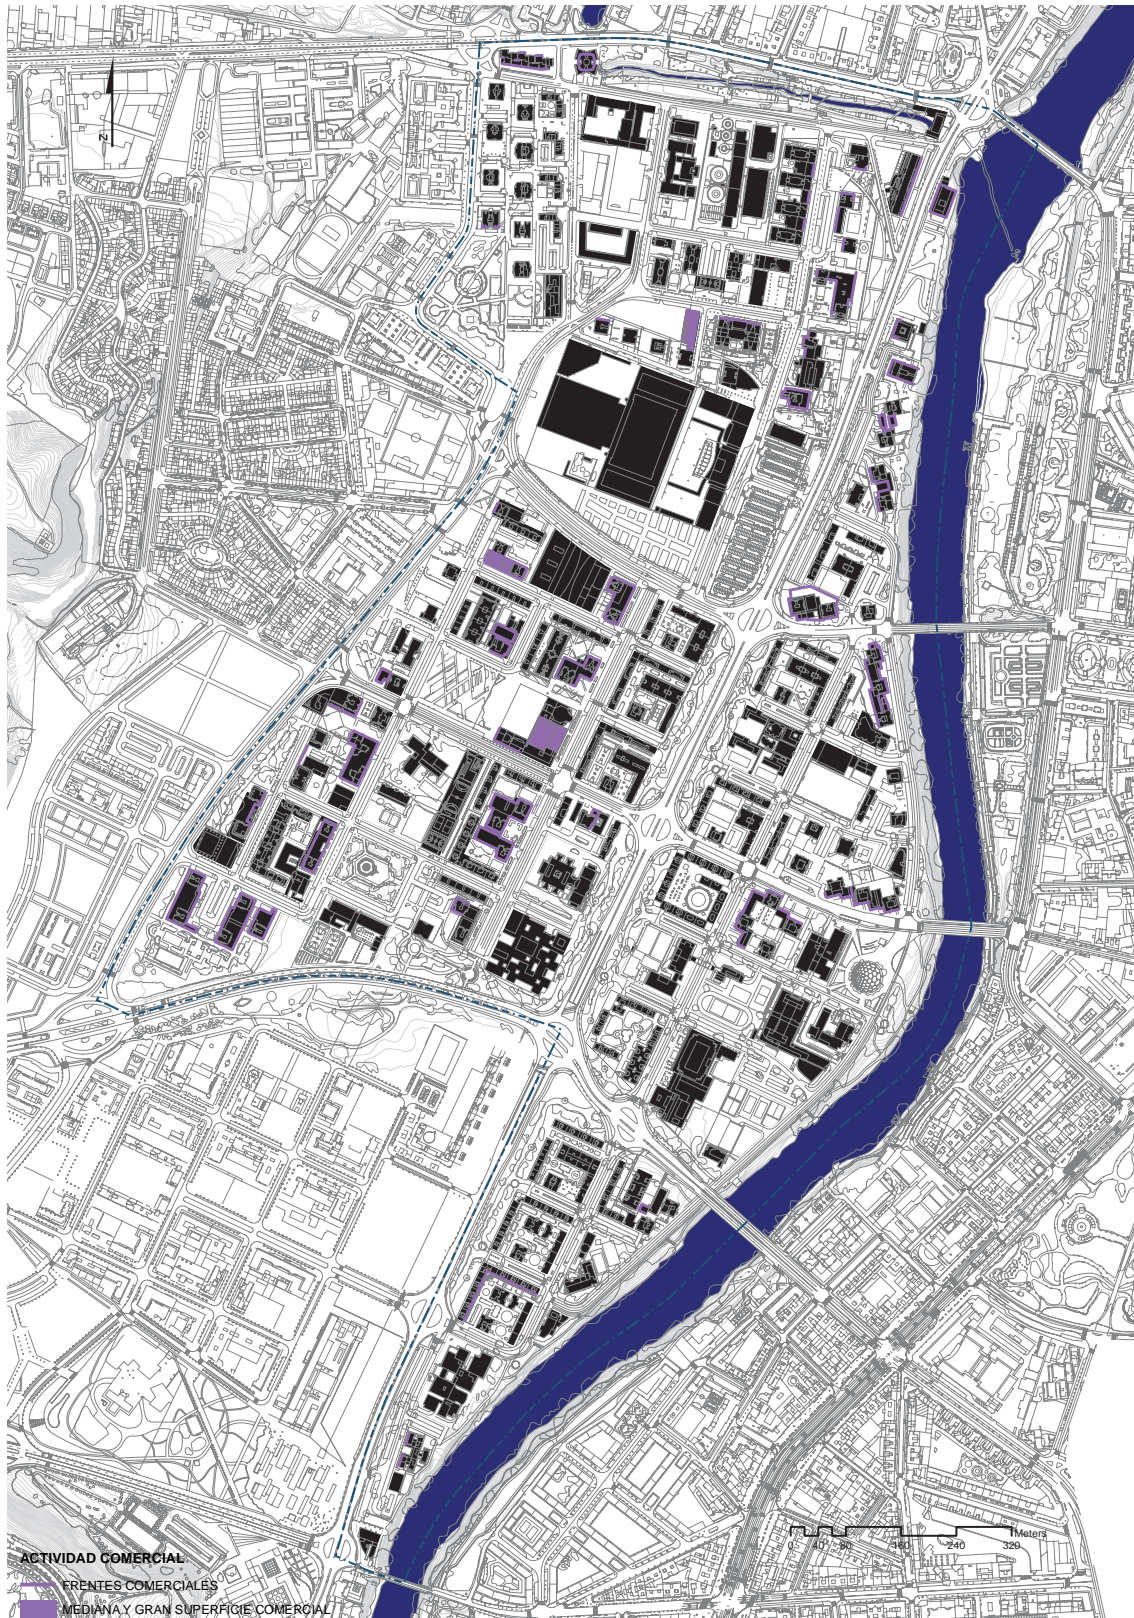 N
Meters
0 40 80 160 240 320
ACTIVIDAD COMERCIAL
FRENTES COMERCIALES
MEDIANA Y GRAN SUPERFICIE COMERCIAL